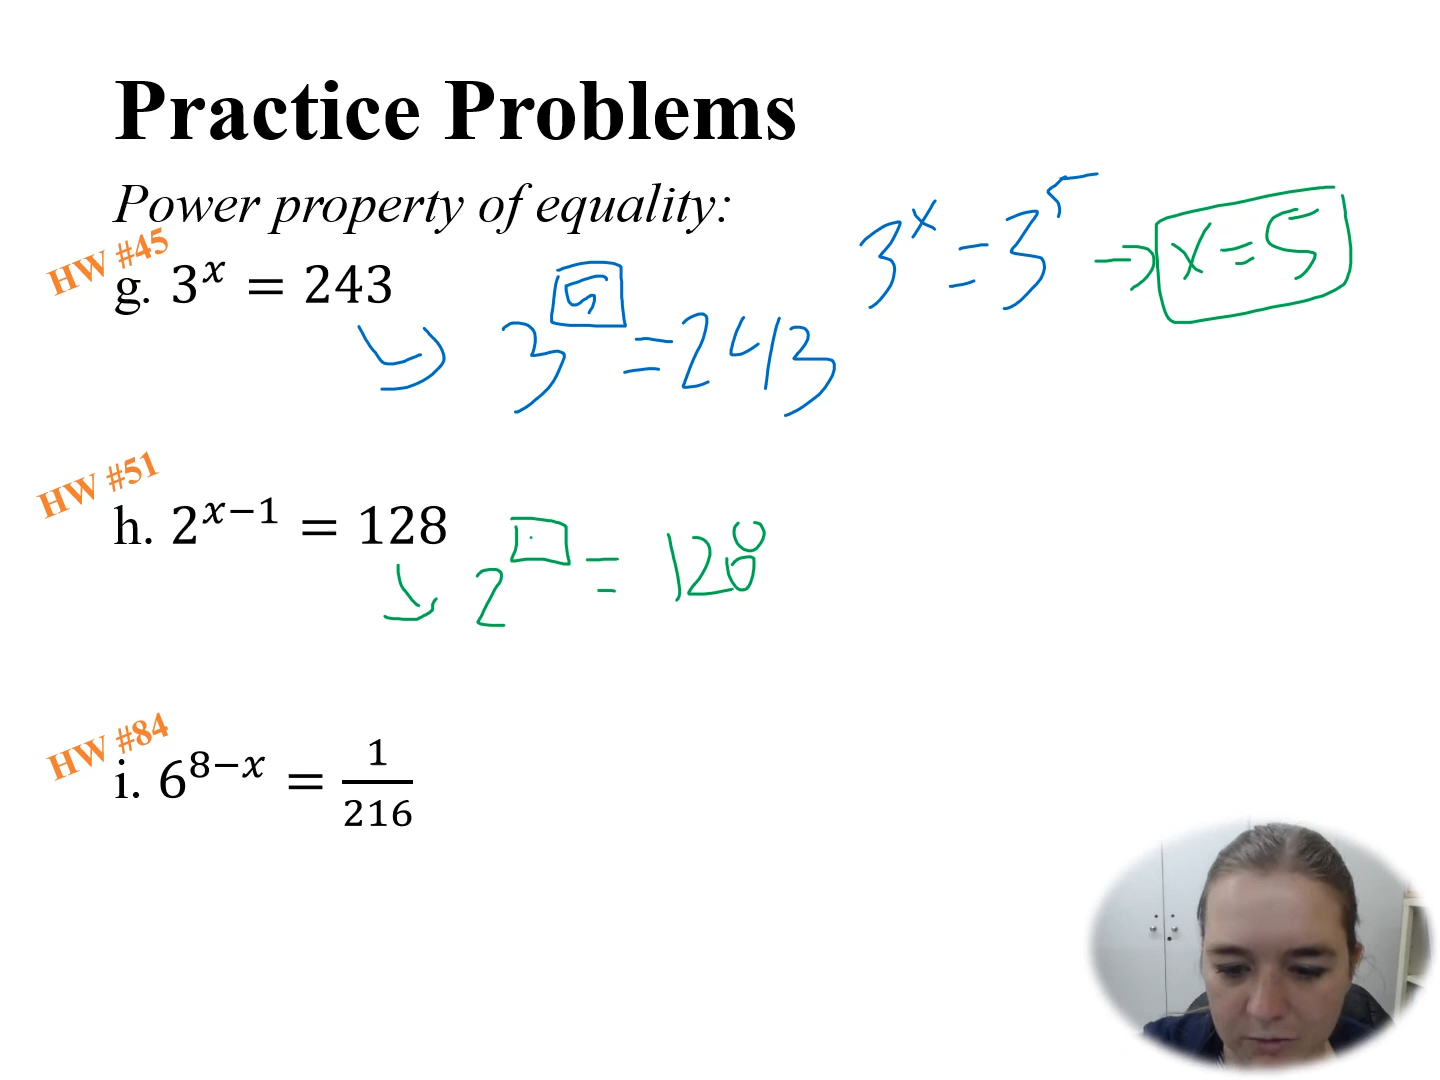 Practice Problems
Power property of equality:
HW #45
g. 3^x = 243
3^5 = 243
3^x = 3^5 → x = 5
HW #51
h. 2^{x−1} = 128
2^□ = 128
HW #84
i. 6^{8−x} = 1/216